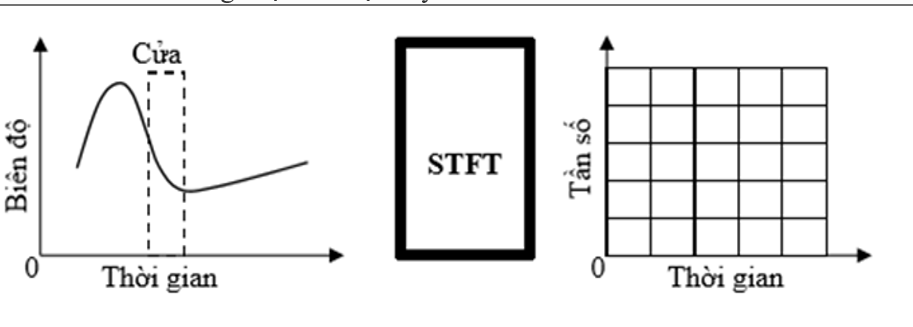 Cửa
Biên độ
0
Thời gian
STFT
Tần số
0
Thời gian